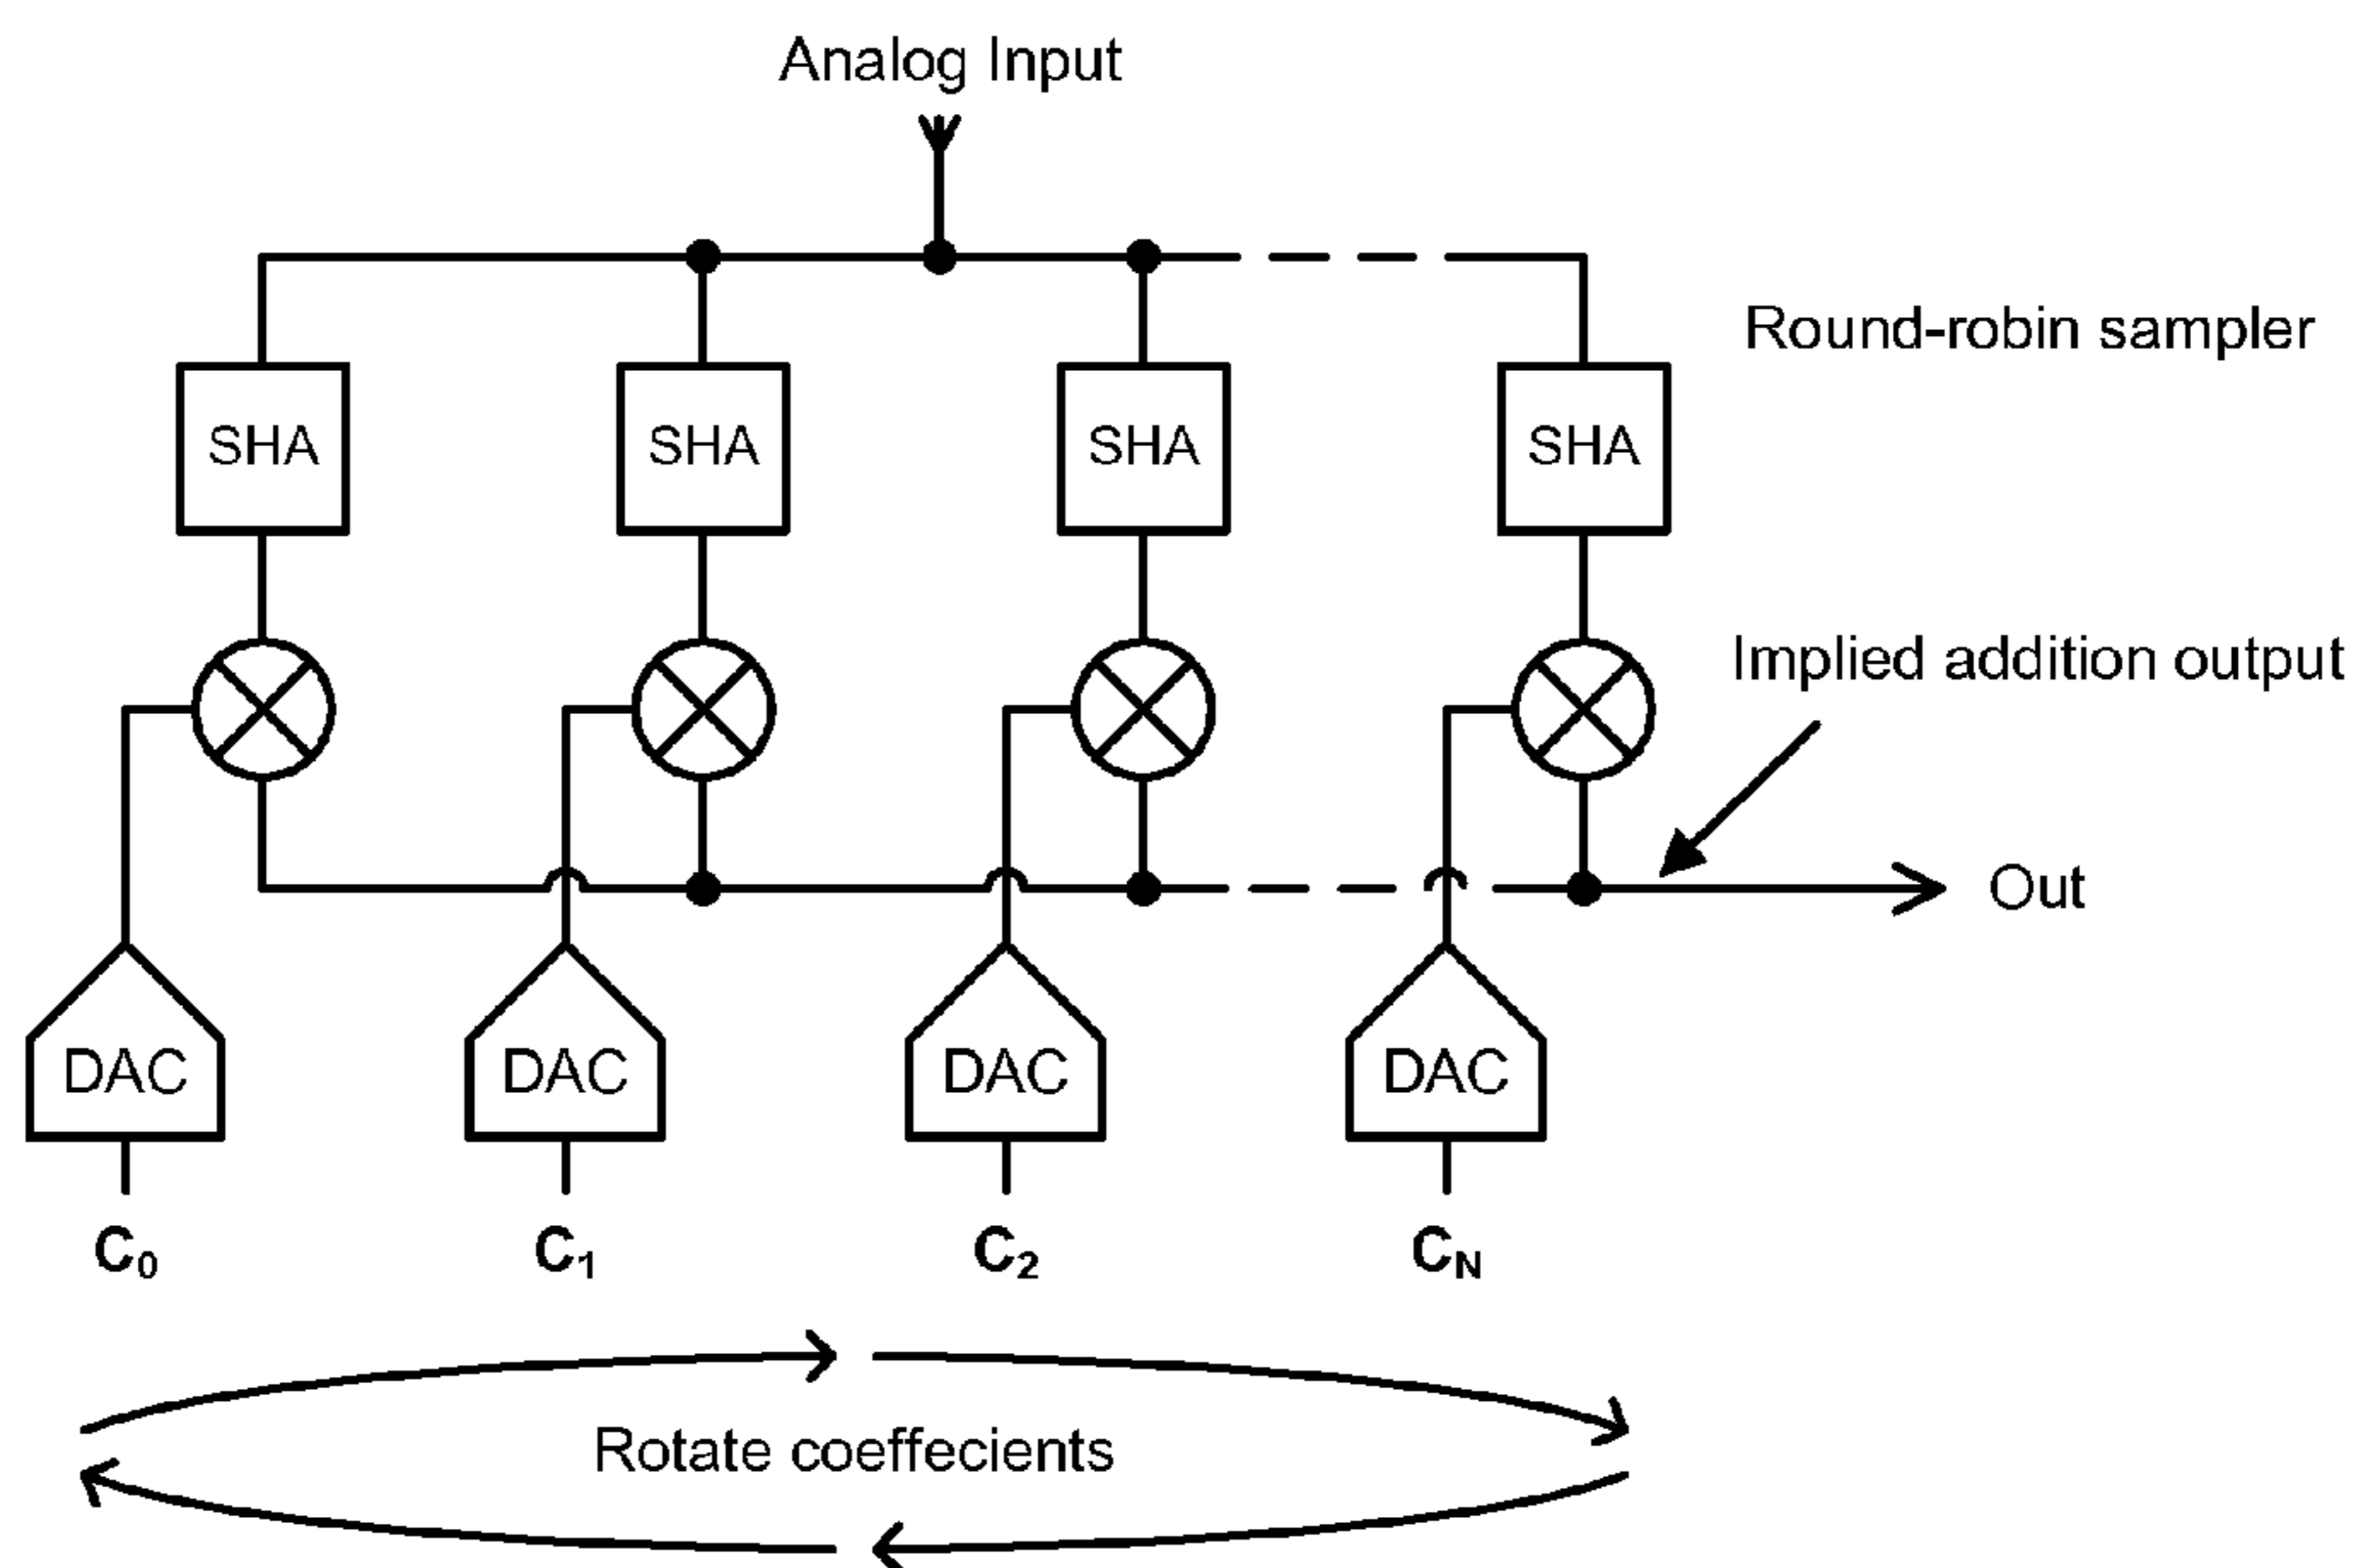 Analog Input
Round-robin sampler
SHA SHA SHA SHA
Implied addition output
Out
DAC DAC DAC DAC
C0 C1 C2 CN
Rotate coeffecients